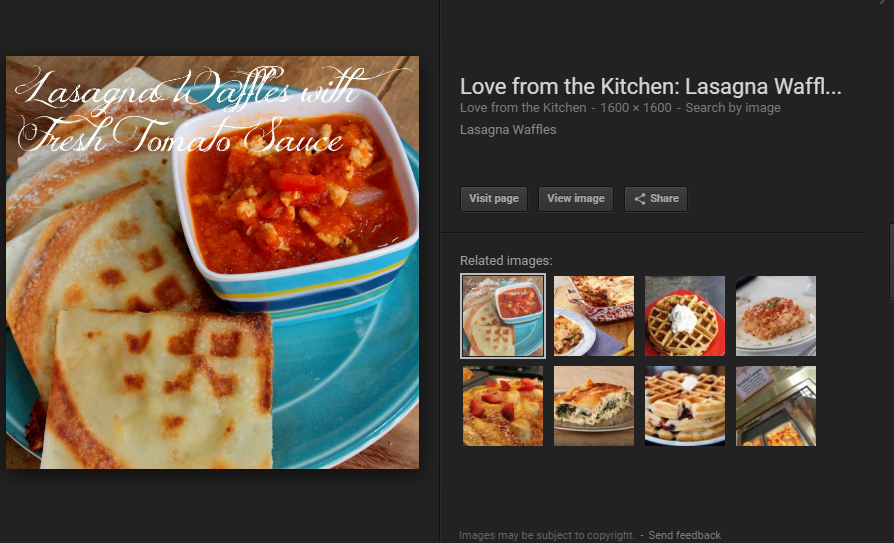 Lasagna Waffles with
Fresh Tomato Sauce
Love from the Kitchen: Lasagna Waffl...
Love from the Kitchen - 1600 × 1600 - Search by image
Lasagna Waffles
Visit page
View image
Share
Related images:
Images may be subject to copyright. - Send feedback